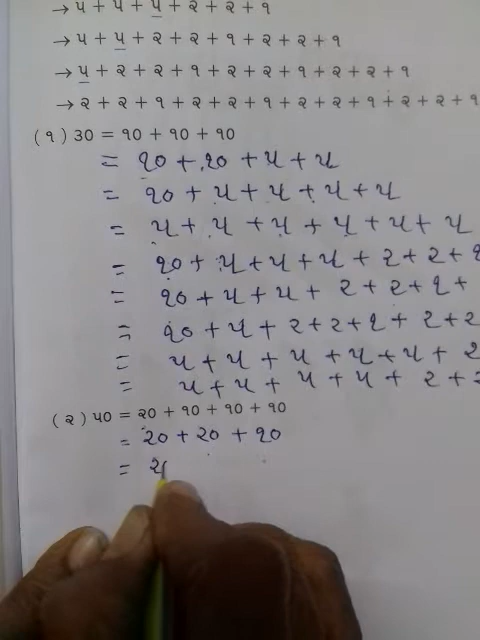 → ૫ + ૫ + ૫ + ૨ + ૨ + ૧
→ ૫ + ૫ + ૨ + ૨ + ૧ + ૨ + ૨ + ૧
→ ૫ + ૨ + ૨ + ૧ + ૨ + ૨ + ૧ + ૨ + ૨ + ૧
→ ૨ + ૨ + ૧ + ૨ + ૨ + ૧ + ૨ + ૨ + ૧ + ૨ + ૨ + ૧
(૧) ૩૦ = ૧૦ + ૧૦ + ૧૦
= ૧૦ + ૧૦ + ૫ + ૫
= ૧૦ + ૫ + ૫ + ૫ + ૫
= ૫ + ૫ + ૫ + ૫ + ૫ + ૫
= ૧૦ + ૫ + ૫ + ૫ + ૨ + ૨ + ૧
= ૧૦ + ૫ + ૫ + ૨ + ૨ + ૧ +
= ૧૦ + ૫ + ૨ + ૨ + ૧ + ૨ + ૨
= ૫ + ૫ + ૫ + ૫ + ૫ + ૨
= ૫ + ૫ + ૫ + ૫ + ૨ + ૨
(૨) ૫૦ = ૨૦ + ૧૦ + ૧૦ + ૧૦
= ૨૦ + ૨૦ + ૧૦
= ૨